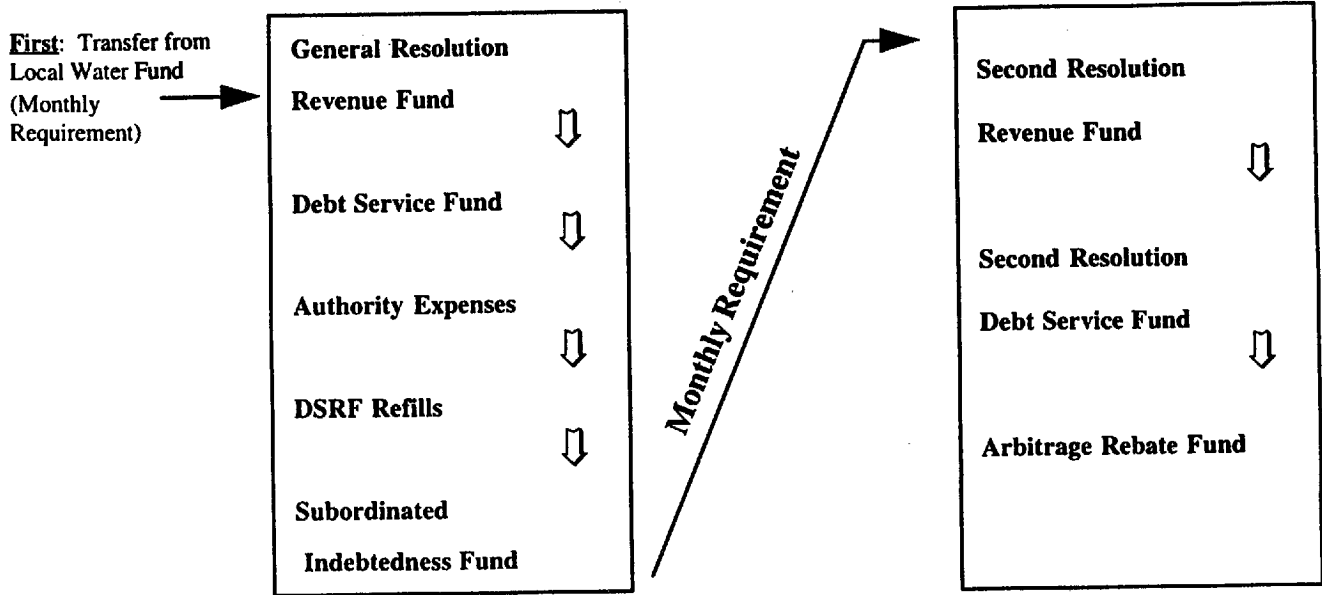 First: Transfer from
Local Water Fund
(Monthly
Requirement)
General Resolution
Revenue Fund
Debt Service Fund
Authority Expenses
DSRF Refills
Subordinated
Indebtedness Fund
Monthly Requirement
Second Resolution
Revenue Fund
Second Resolution
Debt Service Fund
Arbitrage Rebate Fund